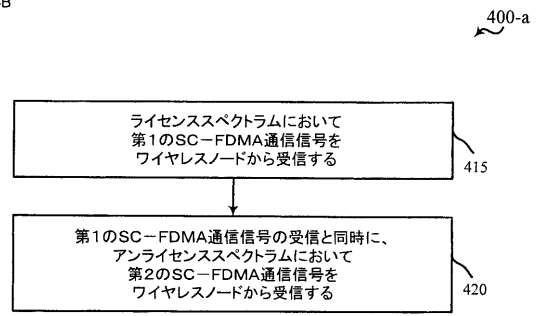 400-a
ライセンススペクトラムにおいて
第1のSC-FDMA通信信号を
ワイヤレスノードから受信する
415
第1のSC-FDMA通信信号の受信と同時に、
アンライセンススペクトラムにおいて
第2のSC-FDMA通信信号を
ワイヤレスノードから受信する
420